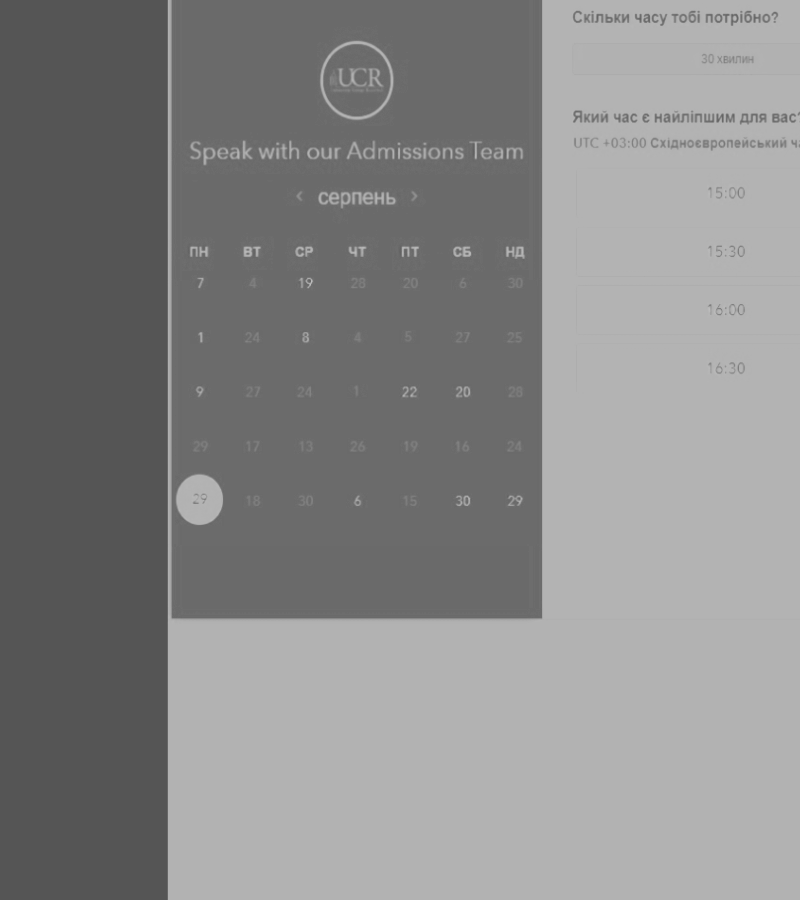 UCR
Speak with our Admissions Team
‹ серпень ›
ПН ВТ СР ЧТ ПТ СБ НД
7 4 19 28 20 6 30
1 24 8 4 5 27 25
9 27 24 1 22 20 28
29 17 13 26 19 16 24
29 18 30 6 15 30 29
Скільки часу тобі потрібно?
30 хвилин
Який час є найліпшим для вас?
UTC +03:00 Східноєвропейський ча
15:00
15:30
16:00
16:30